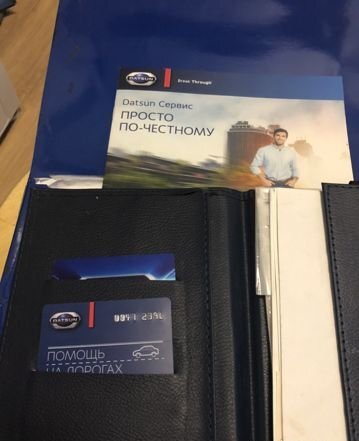 DATSUN
Drive Through
Datsun Сервис
ПРОСТО
ПО-ЧЕСТНОМУ
DATSUN
ПОМОЩЬ
НА ДОРОГАХ